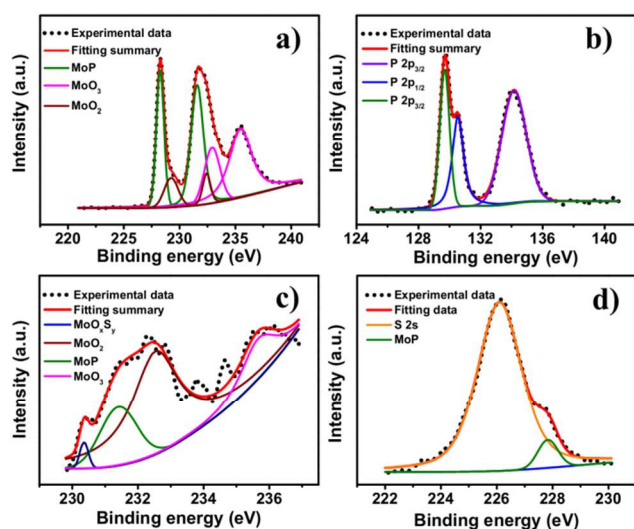 a)
Experimental data
Fitting summary
MoP
MoO₃
MoO₂
Intensity (a.u.)
220 225 230 235 240
Binding energy (eV)
b)
Experimental data
Fitting summary
P 2p₃/₂
P 2p₁/₂
P 2p₃/₂
Intensity (a.u.)
124 128 132 136 140
Binding energy (eV)
c)
Experimental data
Fitting summary
MoOₓSᵧ
MoO₂
MoP
MoO₃
Intensity (a.u.)
230 232 234 236
Binding energy (eV)
d)
Experimental data
Fitting data
S 2s
MoP
Intensity (a.u.)
222 224 226 228 230
Binding energy (eV)